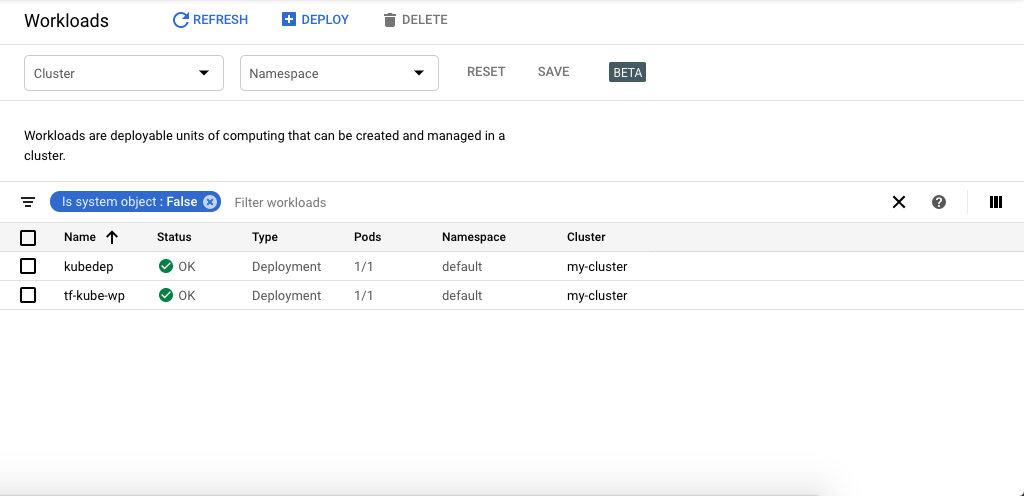 Workloads REFRESH DEPLOY DELETE
Cluster Namespace RESET SAVE BETA
Workloads are deployable units of computing that can be created and managed in a
cluster.
Is system object : False Filter workloads
Name Status Type Pods Namespace Cluster
kubedep OK Deployment 1/1 default my-cluster
tf-kube-wp OK Deployment 1/1 default my-cluster